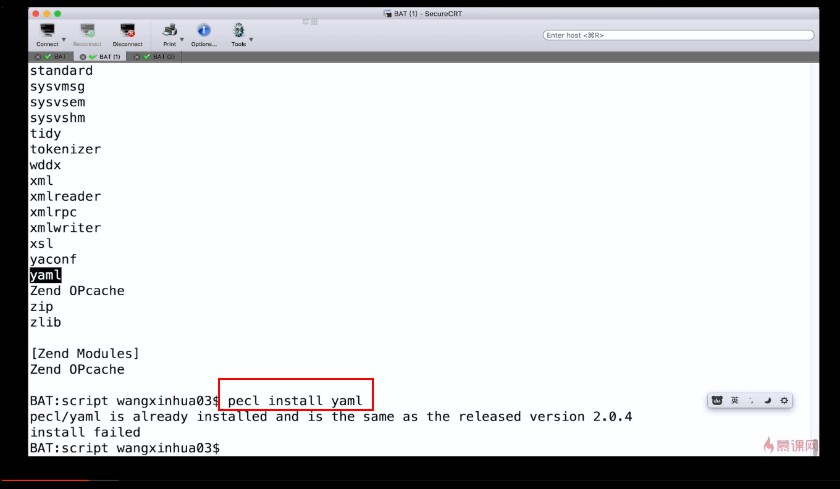 BAT (1) - SecureCRT
Connect
Reconnect
Disconnect
Print
Options...
Tools
Enter host <⌘R>
BAT
BAT (1)
BAT (2)
standard
sysvmsg
sysvsem
sysvshm
tidy
tokenizer
wddx
xml
xmlreader
xmlrpc
xmlwriter
xsl
yaconf
yaml
Zend OPcache
zip
zlib
[Zend Modules]
Zend OPcache
BAT:script wangxinhua03$ pecl install yaml
pecl/yaml is already installed and is the same as the released version 2.0.4
install failed
BAT:script wangxinhua03$
英
慕课网